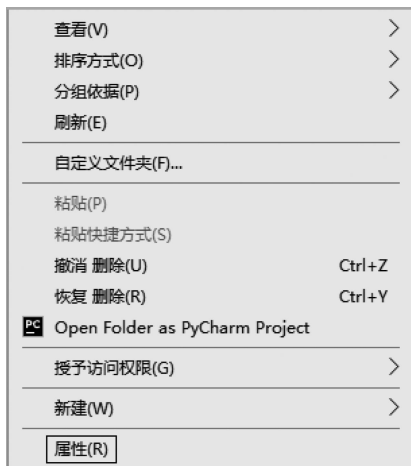 查看(V)
排序方式(O)
分组依据(P)
刷新(E)
自定义文件夹(F)...
粘贴(P)
粘贴快捷方式(S)
撤消 删除(U) Ctrl+Z
恢复 删除(R) Ctrl+Y
PC Open Folder as PyCharm Project
授予访问权限(G)
新建(W)
属性(R)